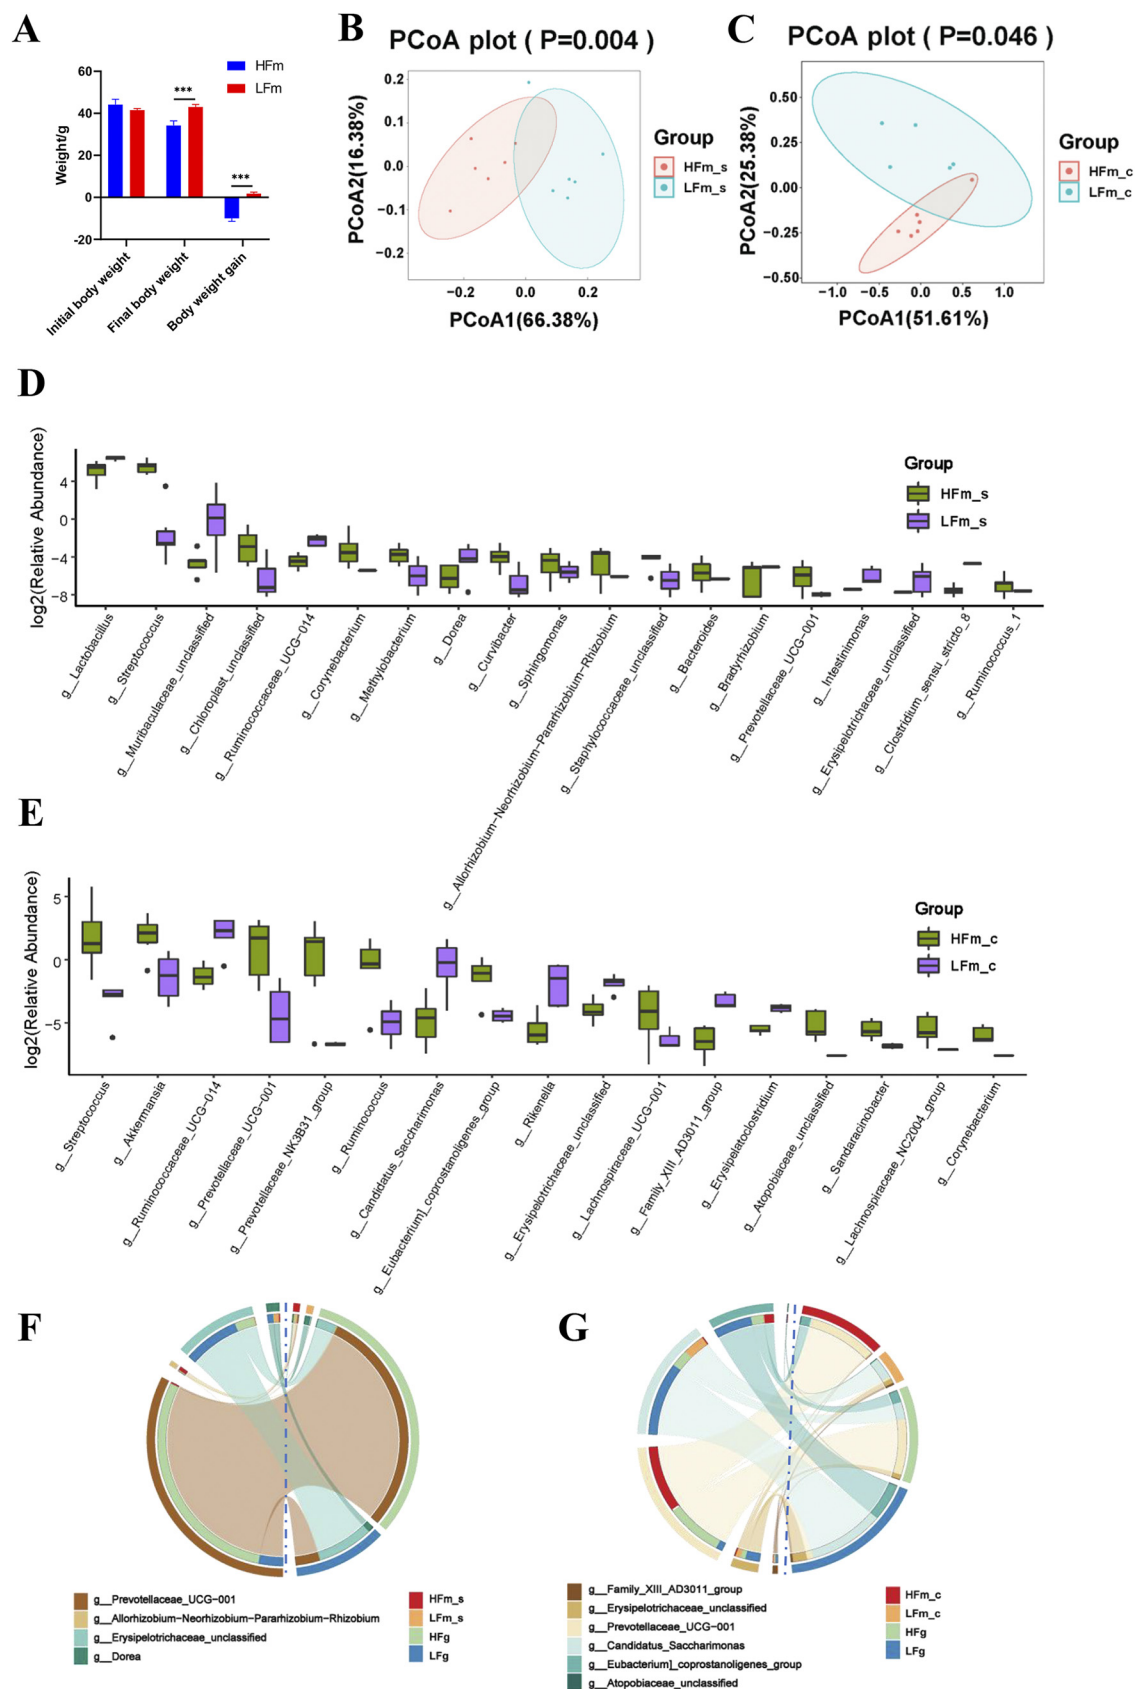 A
HFm
LFm
60
40
20
0
-20
Weight/g
***
***
Initial body weight
Final body weight
Body weight gain
B
PCoA plot ( P=0.004 )
0.2
0.1
0.0
−0.1
−0.2
PCoA2(16.38%)
−0.2
0.0
0.2
PCoA1(66.38%)
Group
HFm_s
LFm_s
C
PCoA plot ( P=0.046 )
0.50
0.25
0.00
−0.25
−0.50
PCoA2(25.38%)
−1.0
−0.5
0.0
0.5
1.0
PCoA1(51.61%)
Group
HFm_c
LFm_c
D
log2(Relative Abundance)
4
0
−4
−8
Group
HFm_s
LFm_s
g__Lactobacillus
g__Streptococcus
g__Muribaculaceae_unclassified
g__Chloroplast_unclassified
g__Ruminococcaceae_UCG−014
g__Corynebacterium
g__Methylobacterium
g__Dorea
g__Curvibacter
g__Sphingomonas
g__Allorhizobium−Neorhizobium−Pararhizobium−Rhizobium
g__Staphylococcaceae_unclassified
g__Bacteroides
g__Bradyrhizobium
g__Prevotellaceae_UCG−001
g__Intestinimonas
g__Erysipelotrichaceae_unclassified
g__Clostridium_sensu_stricto_8
g__Ruminococcus_1
E
log2(Relative Abundance)
5
0
−5
Group
HFm_c
LFm_c
g__Streptococcus
g__Akkermansia
g__Ruminococcaceae_UCG−014
g__Prevotellaceae_UCG−001
g__Prevotellaceae_NK3B31_group
g__Ruminococcus
g__Candidatus_Saccharimonas
g__Eubacterium]_coprostanoligenes_group
g__Rikenella
g__Erysipelotrichaceae_unclassified
g__Lachnospiraceae_UCG−001
g__Family_XIII_AD3011_group
g__Erysipelatoclostridium
g__Atopobiaceae_unclassified
g__Sandaracinobacter
g__Lachnospiraceae_NC2004_group
g__Corynebacterium
F
g__Prevotellaceae_UCG−001
g__Allorhizobium−Neorhizobium−Pararhizobium−Rhizobium
g__Erysipelotrichaceae_unclassified
g__Dorea
HFm_s
LFm_s
HFg
LFg
G
g__Family_XIII_AD3011_group
g__Erysipelotrichaceae_unclassified
g__Prevotellaceae_UCG−001
g__Candidatus_Saccharimonas
g__Eubacterium]_coprostanoligenes_group
g__Atopobiaceae_unclassified
HFm_c
LFm_c
HFg
LFg